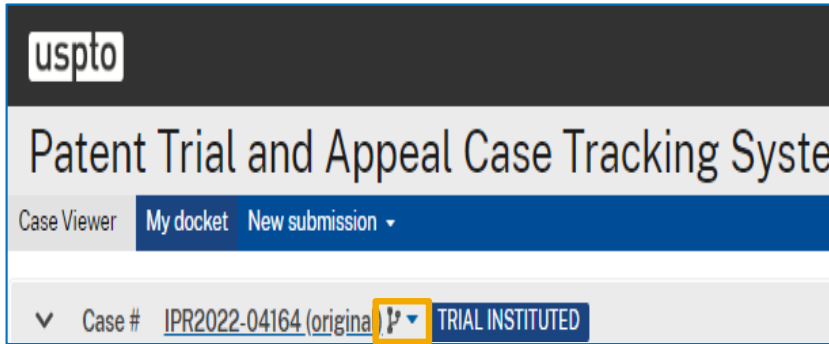 uspto
Patent Trial and Appeal Case Tracking Syste
Case Viewer My docket New submission
Case # IPR2022-04164 (original) TRIAL INSTITUTED